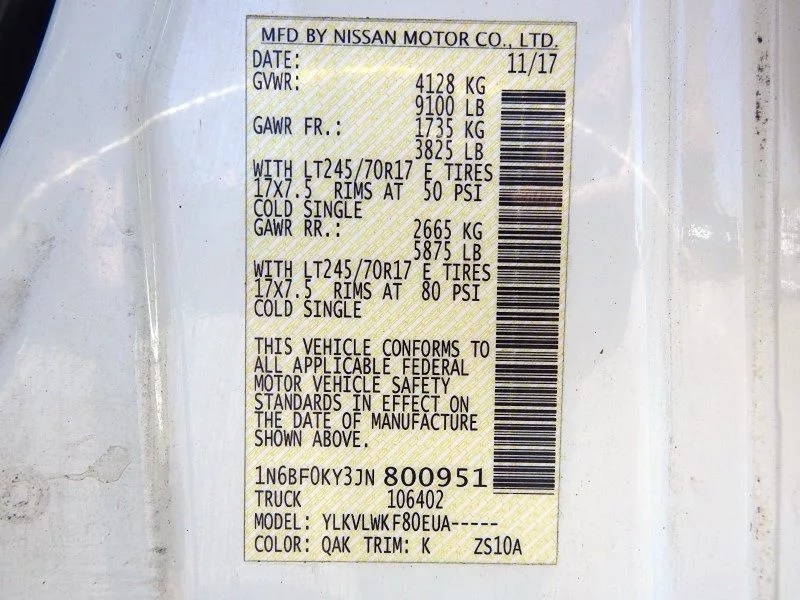 MFD BY NISSAN MOTOR CO., LTD.
DATE: 11/17
GVWR: 4128 KG
9100 LB
GAWR FR.: 1735 KG
3825 LB
WITH LT245/70R17 E TIRES
17X7.5 RIMS AT 50 PSI
COLD SINGLE
GAWR RR.: 2665 KG
5875 LB
WITH LT245/70R17 E TIRES
17X7.5 RIMS AT 80 PSI
COLD SINGLE
THIS VEHICLE CONFORMS TO
ALL APPLICABLE FEDERAL
MOTOR VEHICLE SAFETY
STANDARDS IN EFFECT ON
THE DATE OF MANUFACTURE
SHOWN ABOVE.
1N6BF0KY3JN 800951
TRUCK 106402
MODEL: YLKVLWKF80EUA-----
COLOR: QAK TRIM: K ZS10A